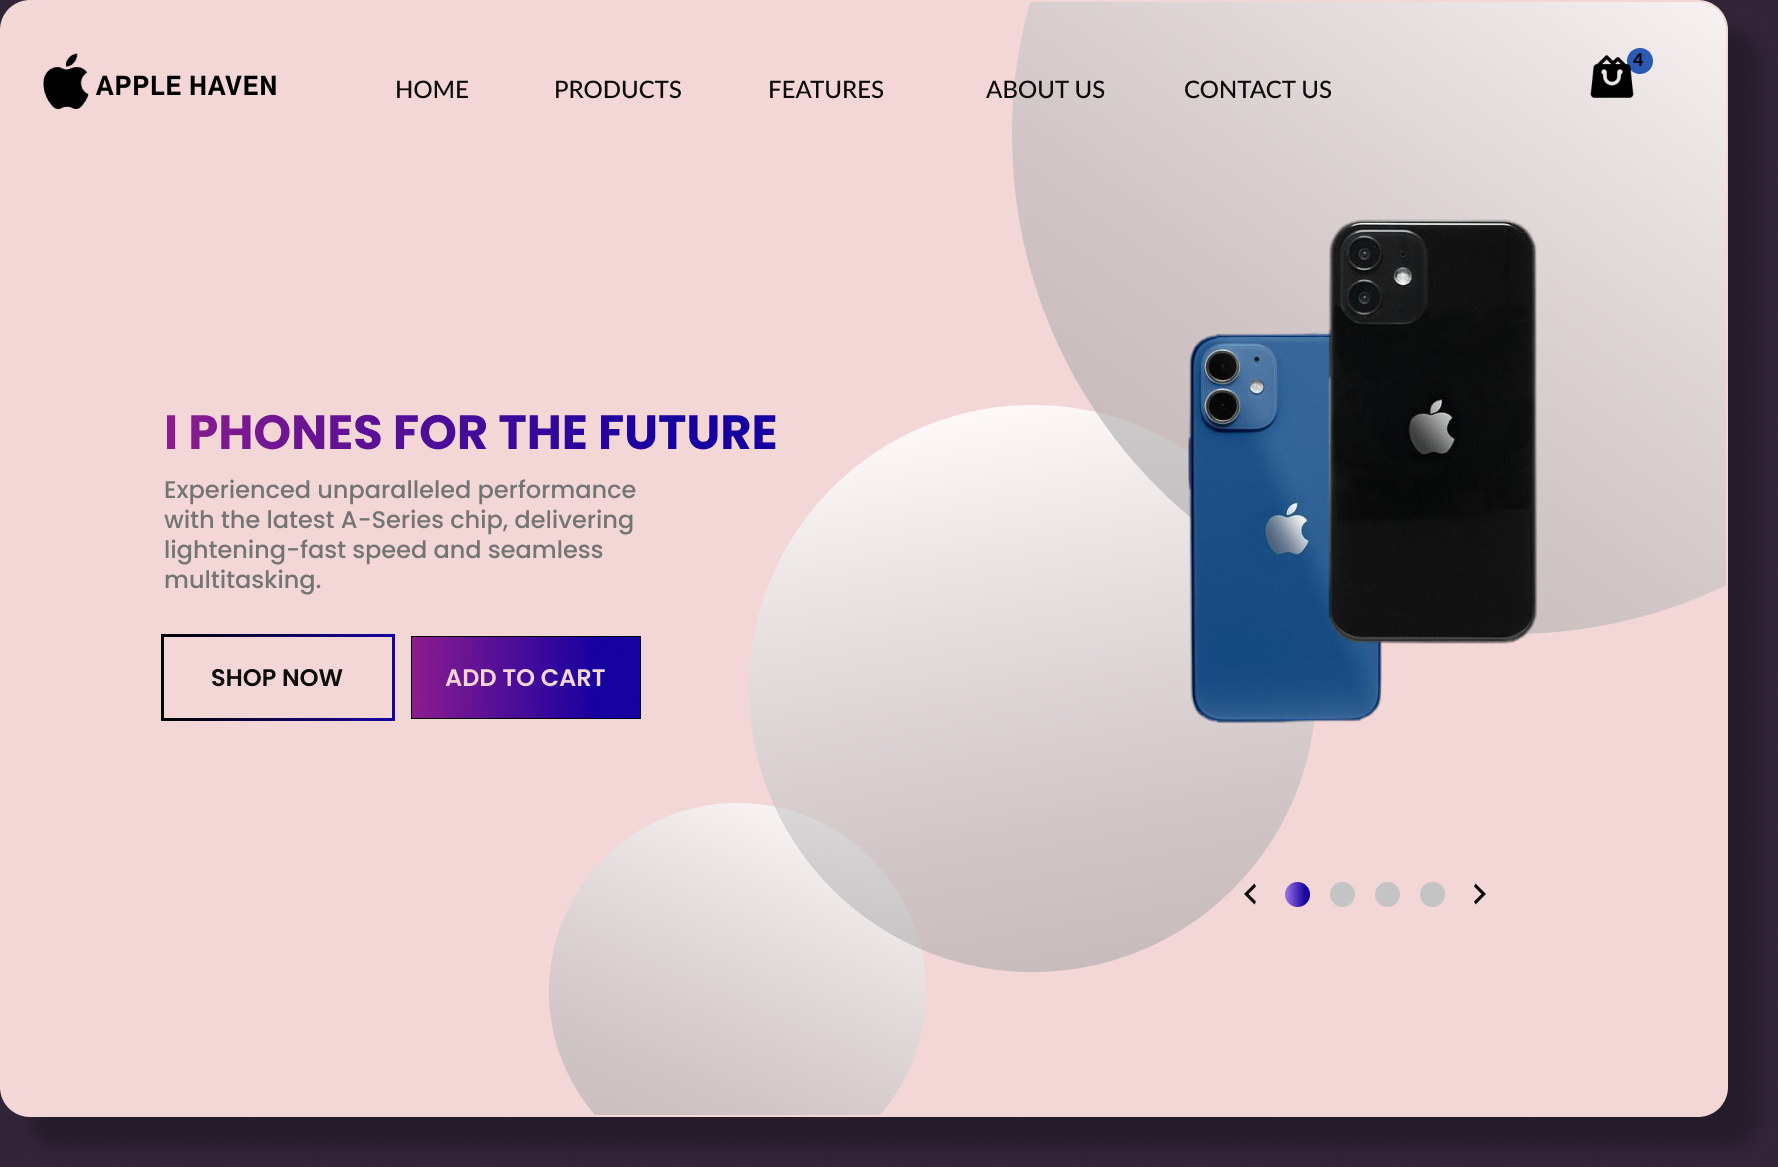 APPLE HAVEN
HOME
PRODUCTS
FEATURES
ABOUT US
CONTACT US
4
I PHONES FOR THE FUTURE
Experienced unparalleled performance
with the latest A-Series chip, delivering
lightening-fast speed and seamless
multitasking.
SHOP NOW
ADD TO CART